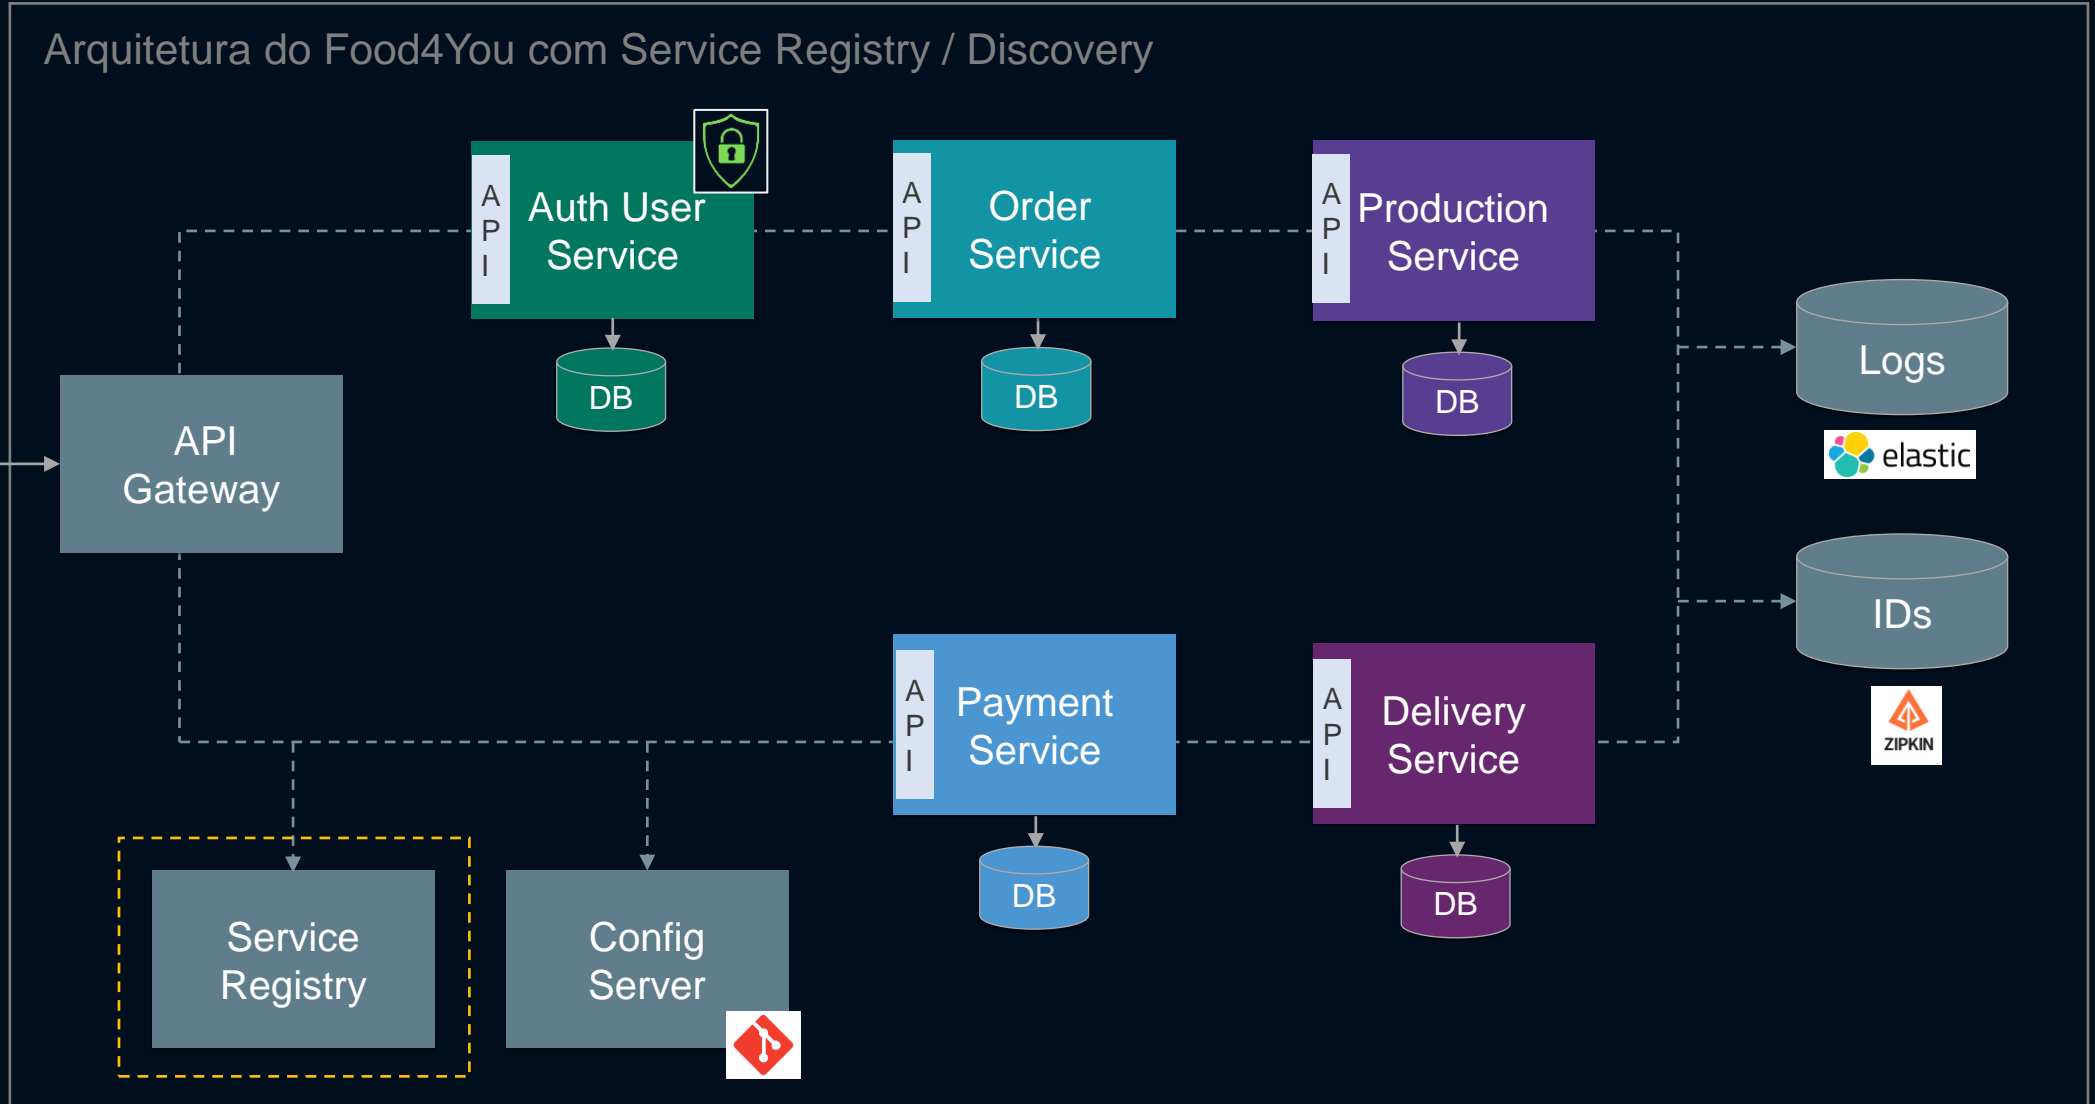 Arquitetura do Food4You com Service Registry / Discovery
A
P
I
Auth User
Service
DB
A
P
I
Order
Service
DB
A
P
I
Production
Service
DB
Logs
elastic
API
Gateway
IDs
ZIPKIN
A
P
I
Payment
Service
DB
A
P
I
Delivery
Service
DB
Service
Registry
Config
Server